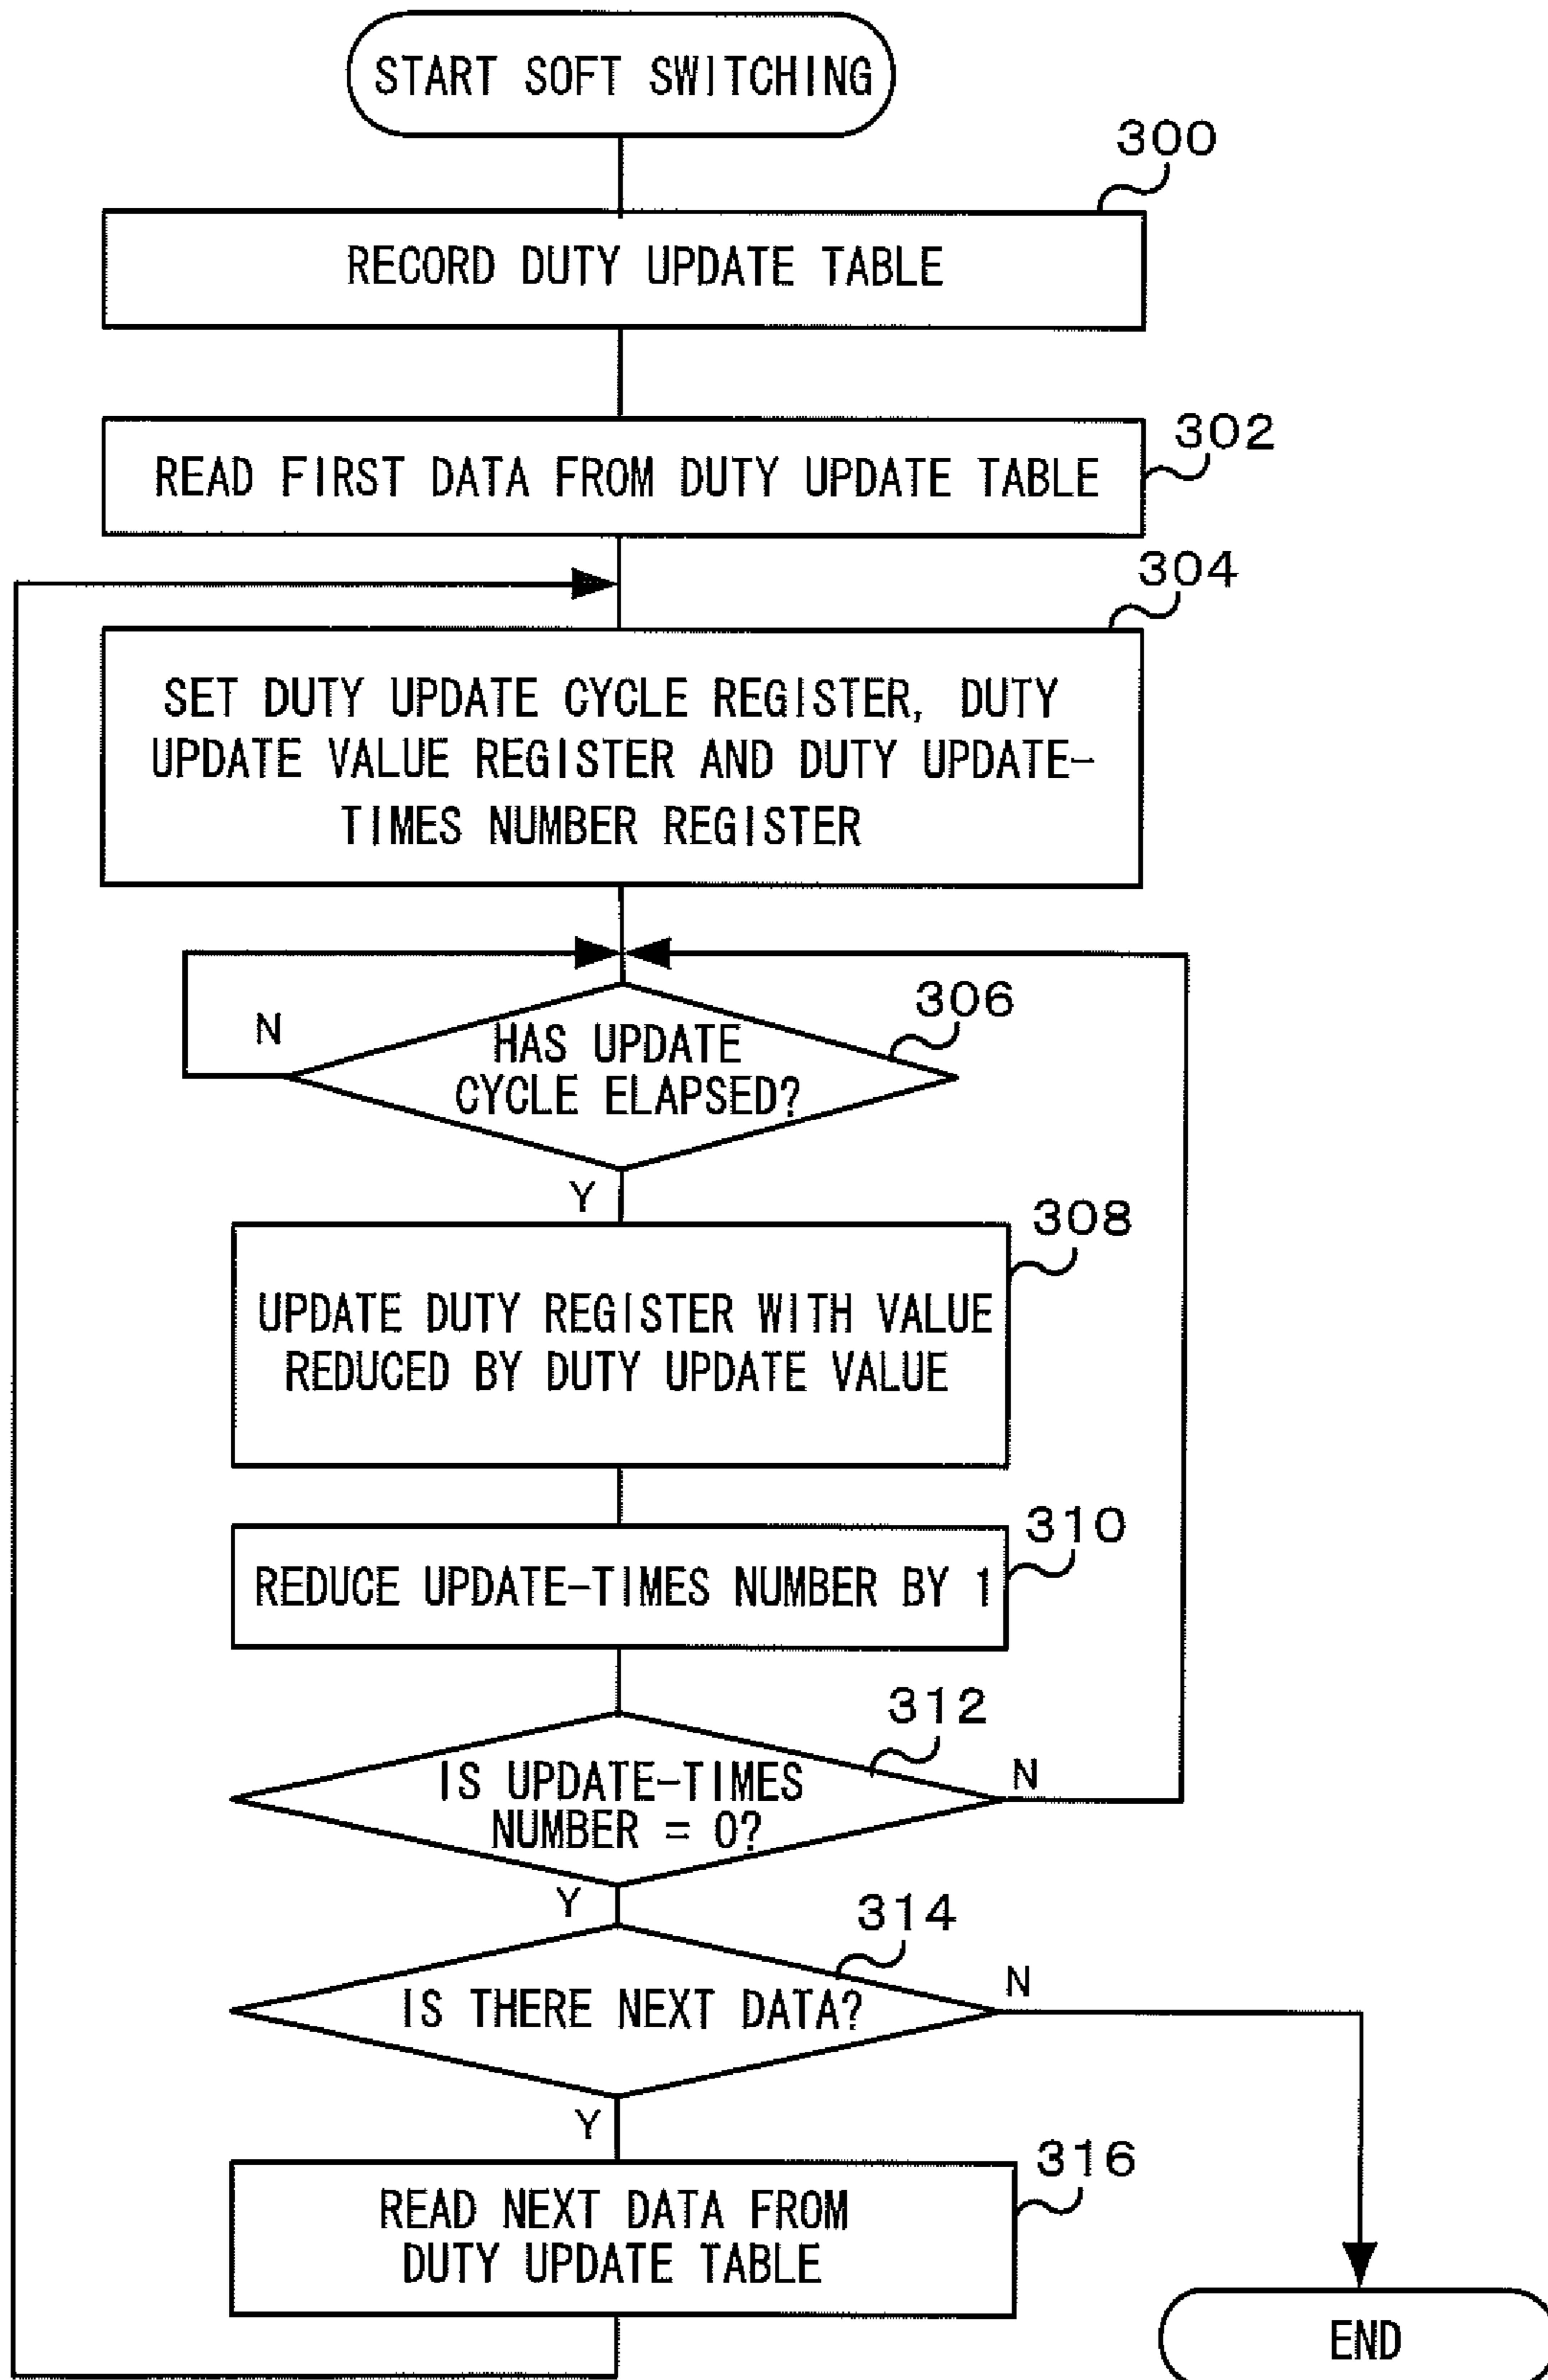 START SOFT SWITCHING
300
RECORD DUTY UPDATE TABLE
302
READ FIRST DATA FROM DUTY UPDATE TABLE
304
SET DUTY UPDATE CYCLE REGISTER, DUTY
UPDATE VALUE REGISTER AND DUTY UPDATE-
TIMES NUMBER REGISTER
306
N
HAS UPDATE
CYCLE ELAPSED?
Y
308
UPDATE DUTY REGISTER WITH VALUE
REDUCED BY DUTY UPDATE VALUE
310
REDUCE UPDATE-TIMES NUMBER BY 1
312
IS UPDATE-TIMES
NUMBER = 0?
N
Y
314
IS THERE NEXT DATA?
N
Y
316
READ NEXT DATA FROM
DUTY UPDATE TABLE
END